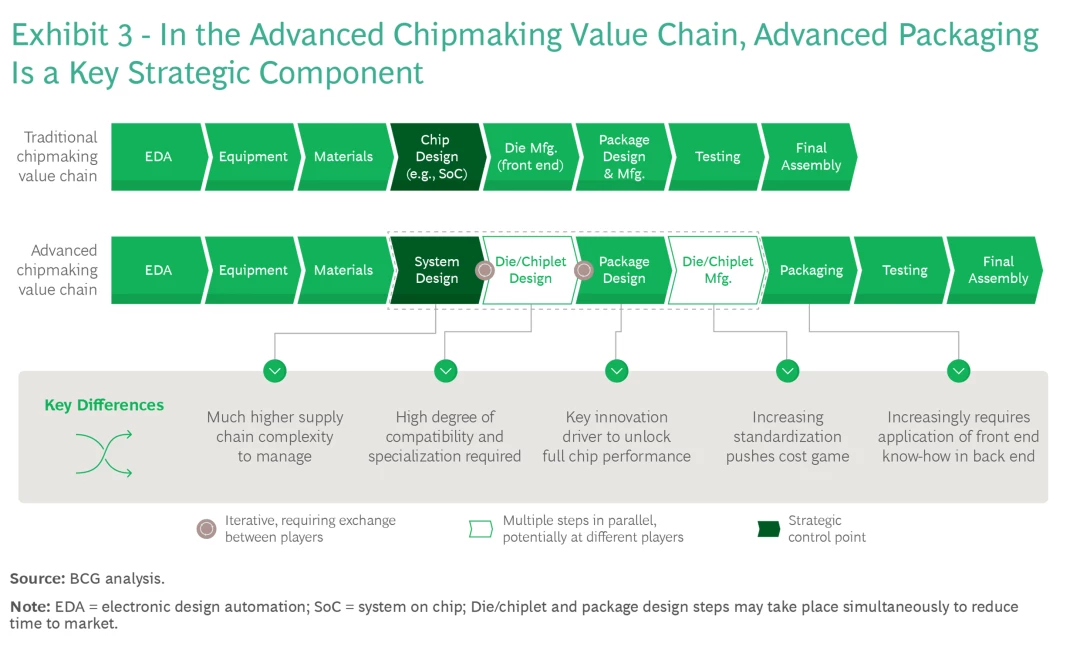 Exhibit 3 - In the Advanced Chipmaking Value Chain, Advanced Packaging
Is a Key Strategic Component
Traditional
chipmaking
value chain
EDA
Equipment
Materials
Chip
Design
(e.g., SoC)
Die Mfg.
(front end)
Package
Design
& Mfg.
Testing
Final
Assembly
Advanced
chipmaking
value chain
EDA
Equipment
Materials
System
Design
Die/Chiplet
Design
Package
Design
Die/Chiplet
Mfg.
Packaging
Testing
Final
Assembly
Key Differences
Much higher supply
chain complexity
to manage
High degree of
compatibility and
specialization required
Key innovation
driver to unlock
full chip performance
Increasing
standardization
pushes cost game
Increasingly requires
application of front end
know-how in back end
Iterative, requiring exchange
between players
Multiple steps in parallel,
potentially at different players
Strategic
control point
Source: BCG analysis.
Note: EDA = electronic design automation; SoC = system on chip; Die/chiplet and package design steps may take place simultaneously to reduce
time to market.